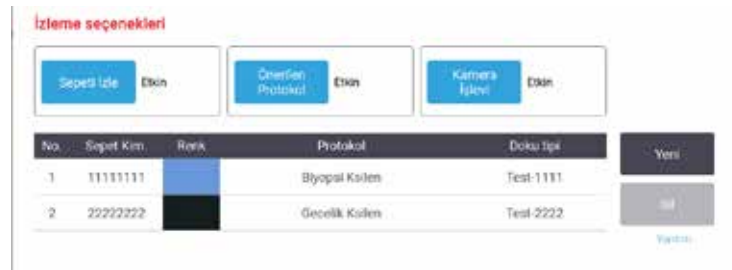 İzleme seçenekleri
Sepeti İzle Etkin
Önerilen Protokol Etkin
Kamera İşlevi Etkin
No. Sepet Kim. Renk Protokol Doku tipi
1 11111111 Biyopsi Ksilen Test-1111
2 22222222 Gecelik Ksilen Test-2222
Yeni
Sil
Yardım